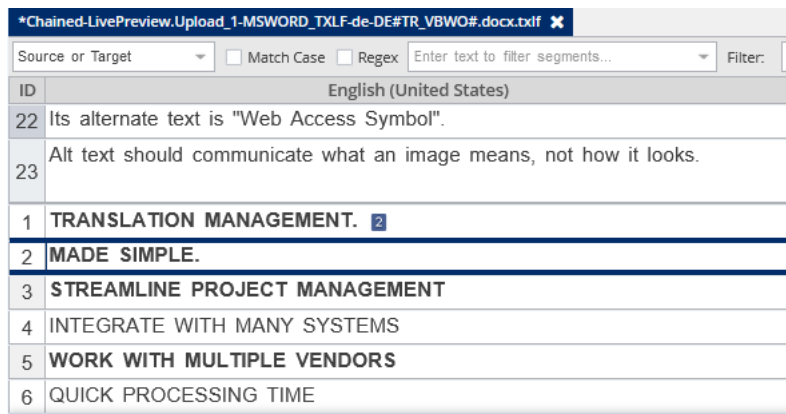 *Chained-LivePreview.Upload_1-MSWORD_TXLF-de-DE#TR_VBWO#.docx.txlf ✖
Source or Target Match Case Regex Enter text to filter segments... Filter:
ID English (United States)
22 Its alternate text is "Web Access Symbol".
23 Alt text should communicate what an image means, not how it looks.
1 TRANSLATION MANAGEMENT. 2
2 MADE SIMPLE.
3 STREAMLINE PROJECT MANAGEMENT
4 INTEGRATE WITH MANY SYSTEMS
5 WORK WITH MULTIPLE VENDORS
6 QUICK PROCESSING TIME